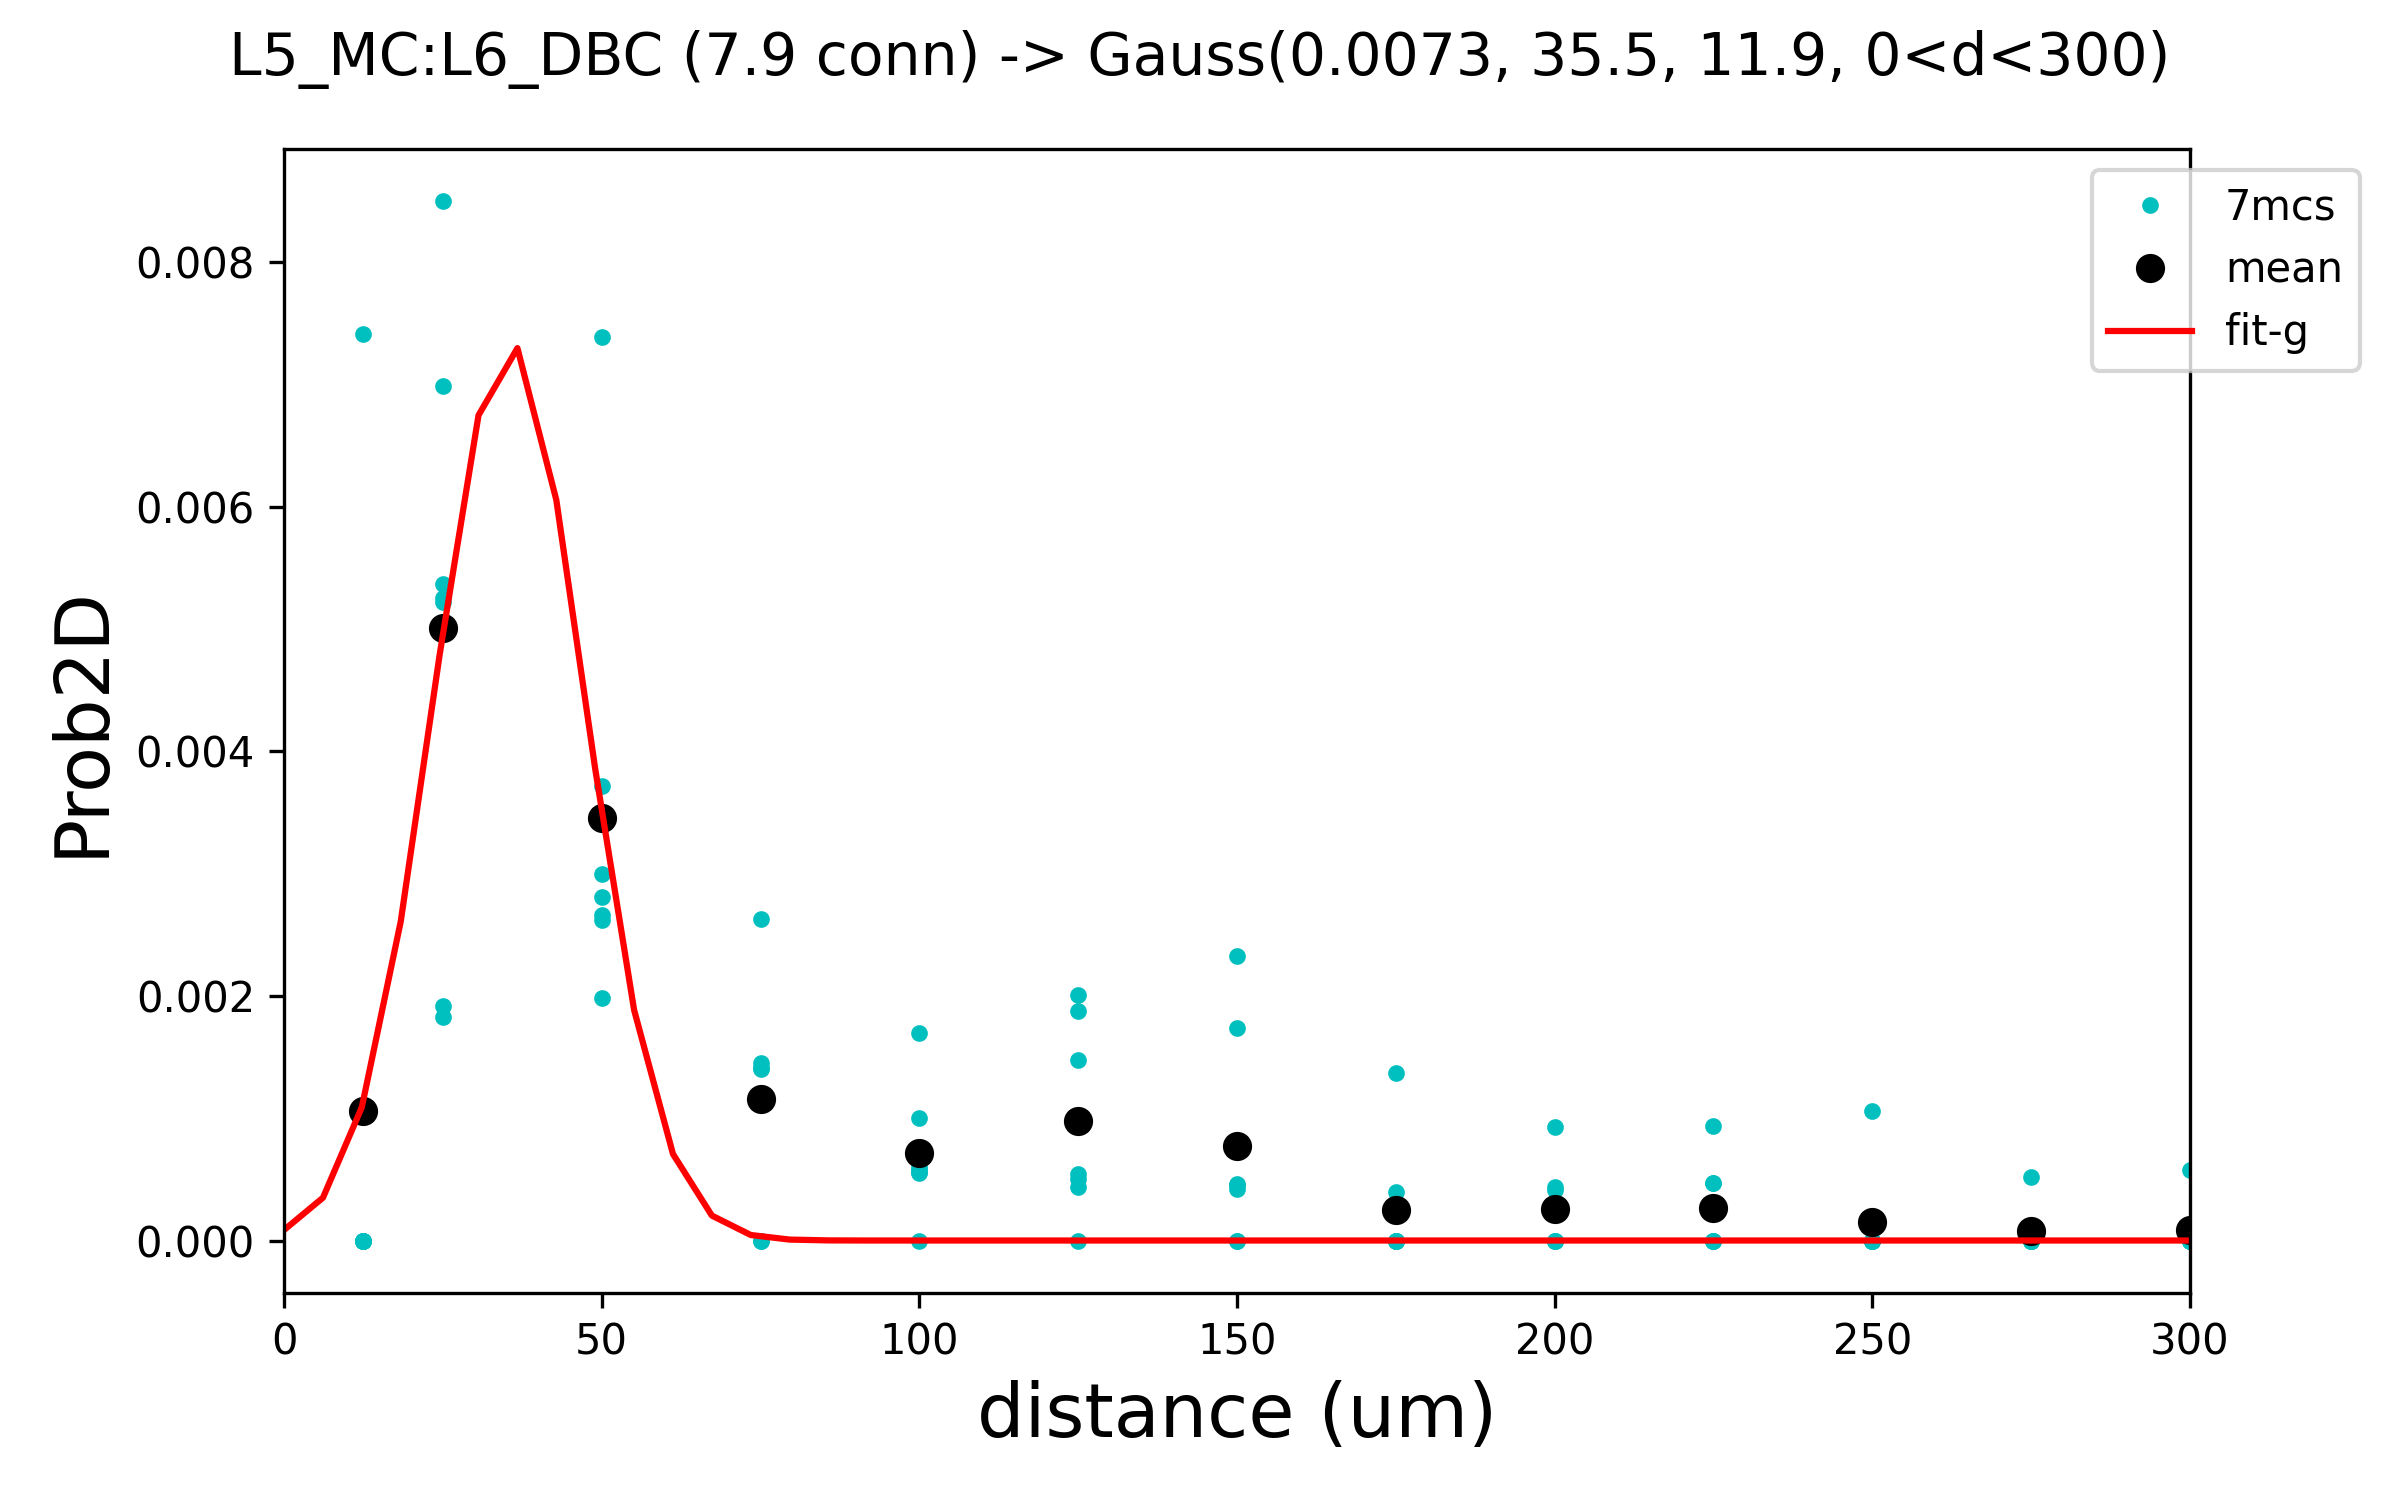 L5_MC:L6_DBC (7.9 conn) -> Gauss(0.0073, 35.5, 11.9, 0<d<300)
7mcs
mean
fit-g
Prob2D
0.008
0.006
0.004
0.002
0.000
0 50 100 150 200 250 300
distance (um)